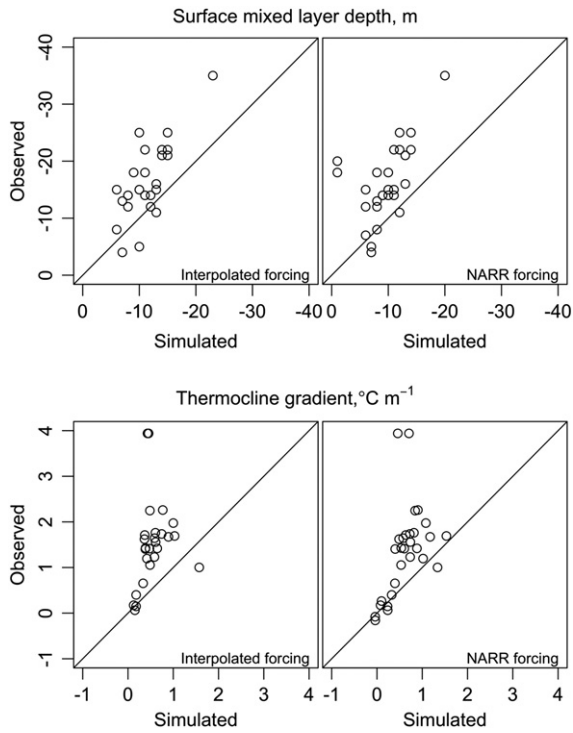 Surface mixed layer depth, m
-40
-30
-20
-10
0
Observed
Interpolated forcing
NARR forcing
0 -10 -20 -30 -40
0 -10 -20 -30 -40
Simulated
Simulated
Thermocline gradient,°C m⁻¹
4
3
2
1
0
-1
Observed
Interpolated forcing
NARR forcing
-1 0 1 2 3 4
-1 0 1 2 3 4
Simulated
Simulated